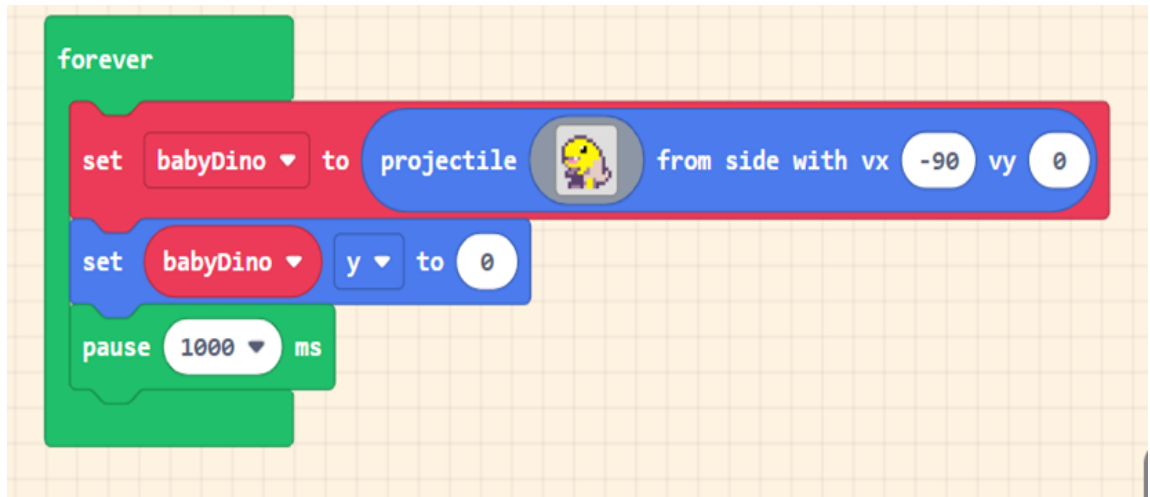 forever
set babyDino to projectile from side with vx -90 vy 0
set babyDino y to 0
pause 1000 ms